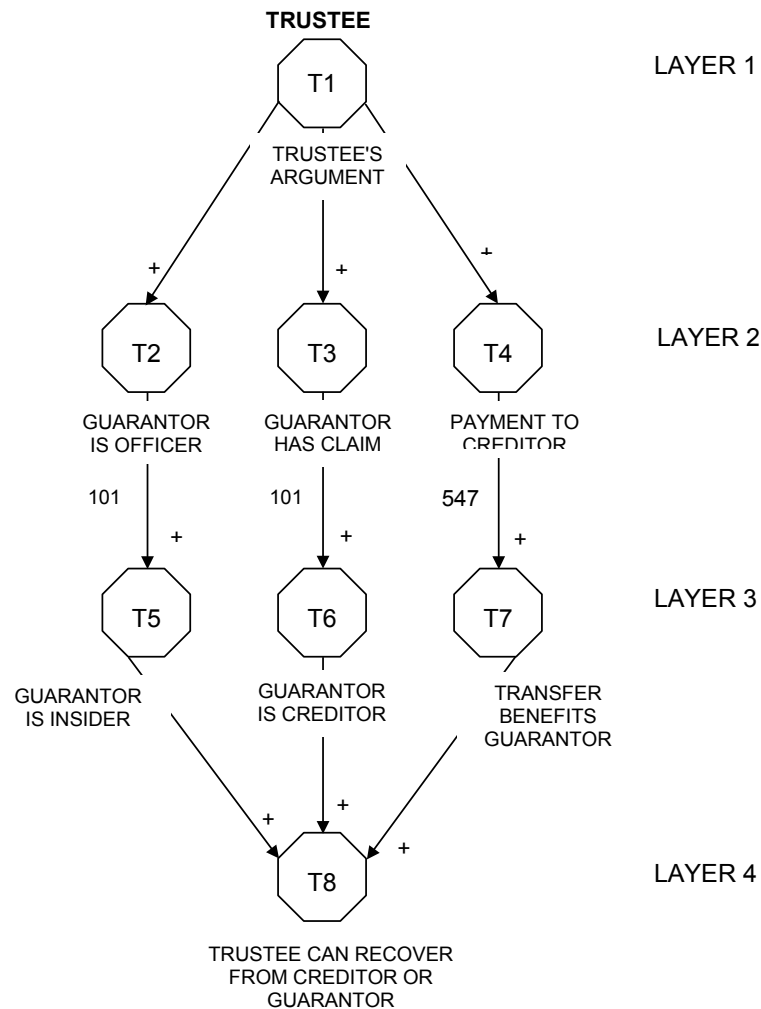 TRUSTEE
T1
LAYER 1
TRUSTEE'S
ARGUMENT
+
+
+
T2
T3
T4
LAYER 2
GUARANTOR
IS OFFICER
GUARANTOR
HAS CLAIM
PAYMENT TO
CREDITOR
101
101
547
+
+
+
T5
T6
T7
LAYER 3
GUARANTOR
IS INSIDER
GUARANTOR
IS CREDITOR
TRANSFER
BENEFITS
GUARANTOR
+
+
+
T8
LAYER 4
TRUSTEE CAN RECOVER
FROM CREDITOR OR
GUARANTOR